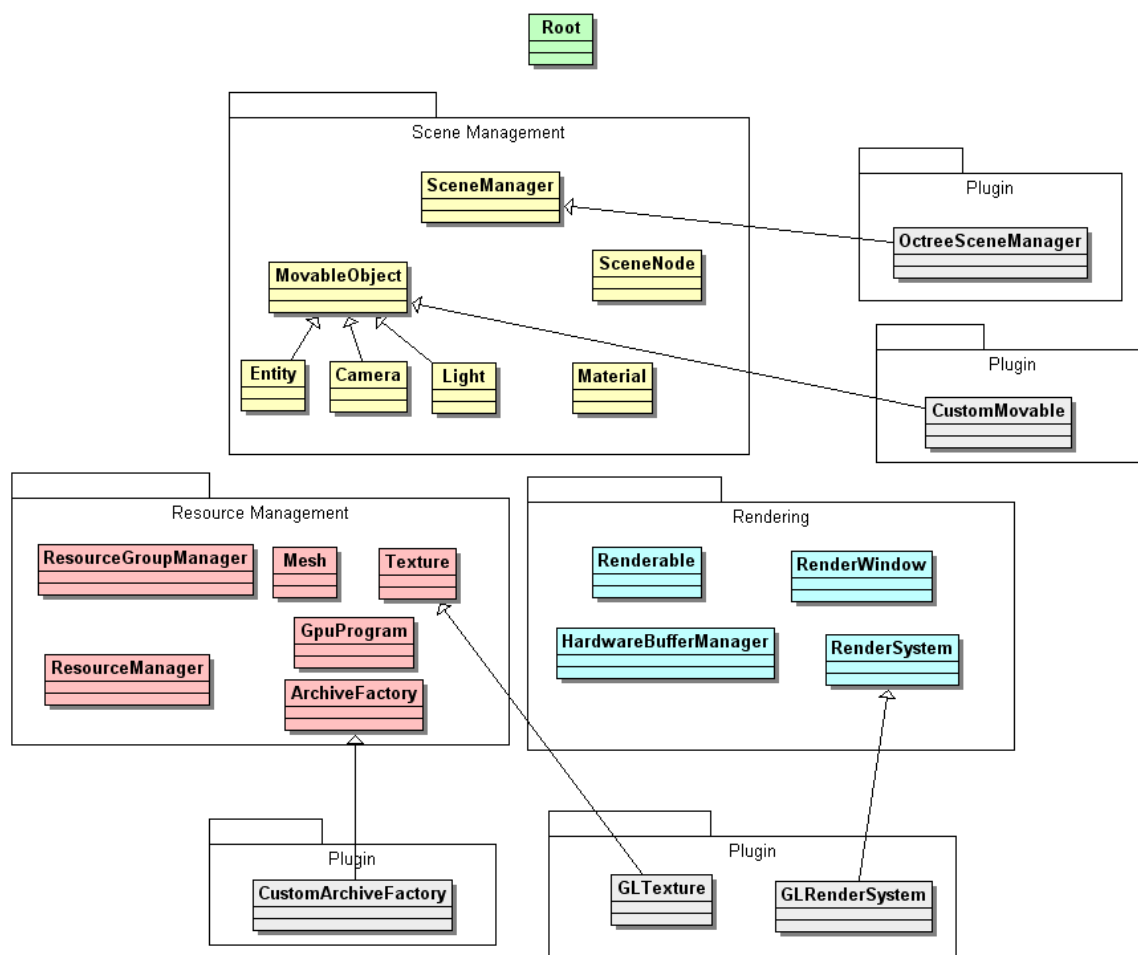 Root
Scene Management
SceneManager
Plugin
OctreeSceneManager
MovableObject
SceneNode
Entity
Camera
Light
Material
Plugin
CustomMovable
Resource Management
Rendering
ResourceGroupManager
Mesh
Texture
Renderable
RenderWindow
GpuProgram
HardwareBufferManager
RenderSystem
ResourceManager
ArchiveFactory
Plugin
CustomArchiveFactory
Plugin
GLTexture
GLRenderSystem